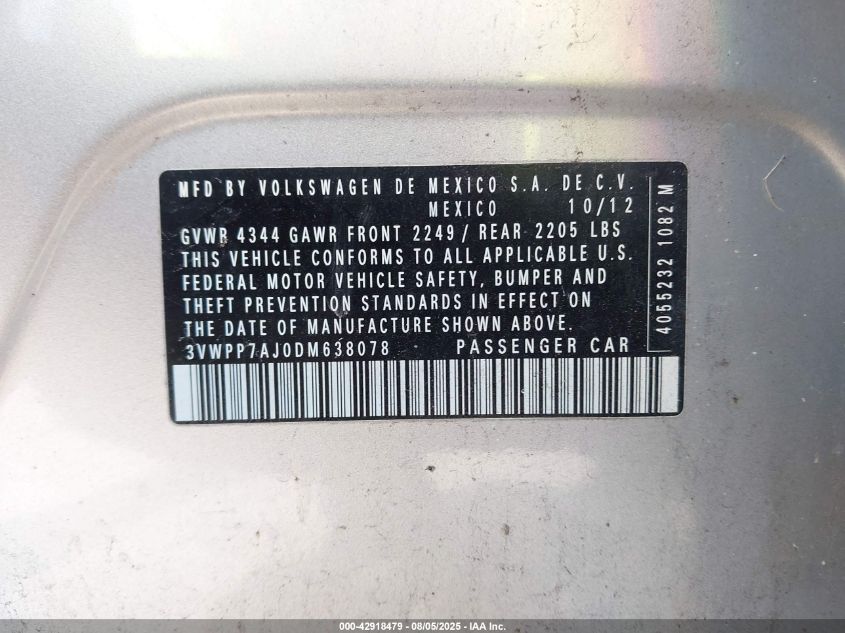 MFD BY VOLKSWAGEN DE MEXICO S.A. DE C.V.
MEXICO 10/12
GVWR 4344 GAWR FRONT 2249 / REAR 2205 LBS
THIS VEHICLE CONFORMS TO ALL APPLICABLE U.S.
FEDERAL MOTOR VEHICLE SAFETY, BUMPER AND
THEFT PREVENTION STANDARDS IN EFFECT ON
THE DATE OF MANUFACTURE SHOWN ABOVE.
3VWPP7AJ0DM638078 PASSENGER CAR
4055232 1082 M
000-42918479 - 08/05/2025 - IAA Inc.